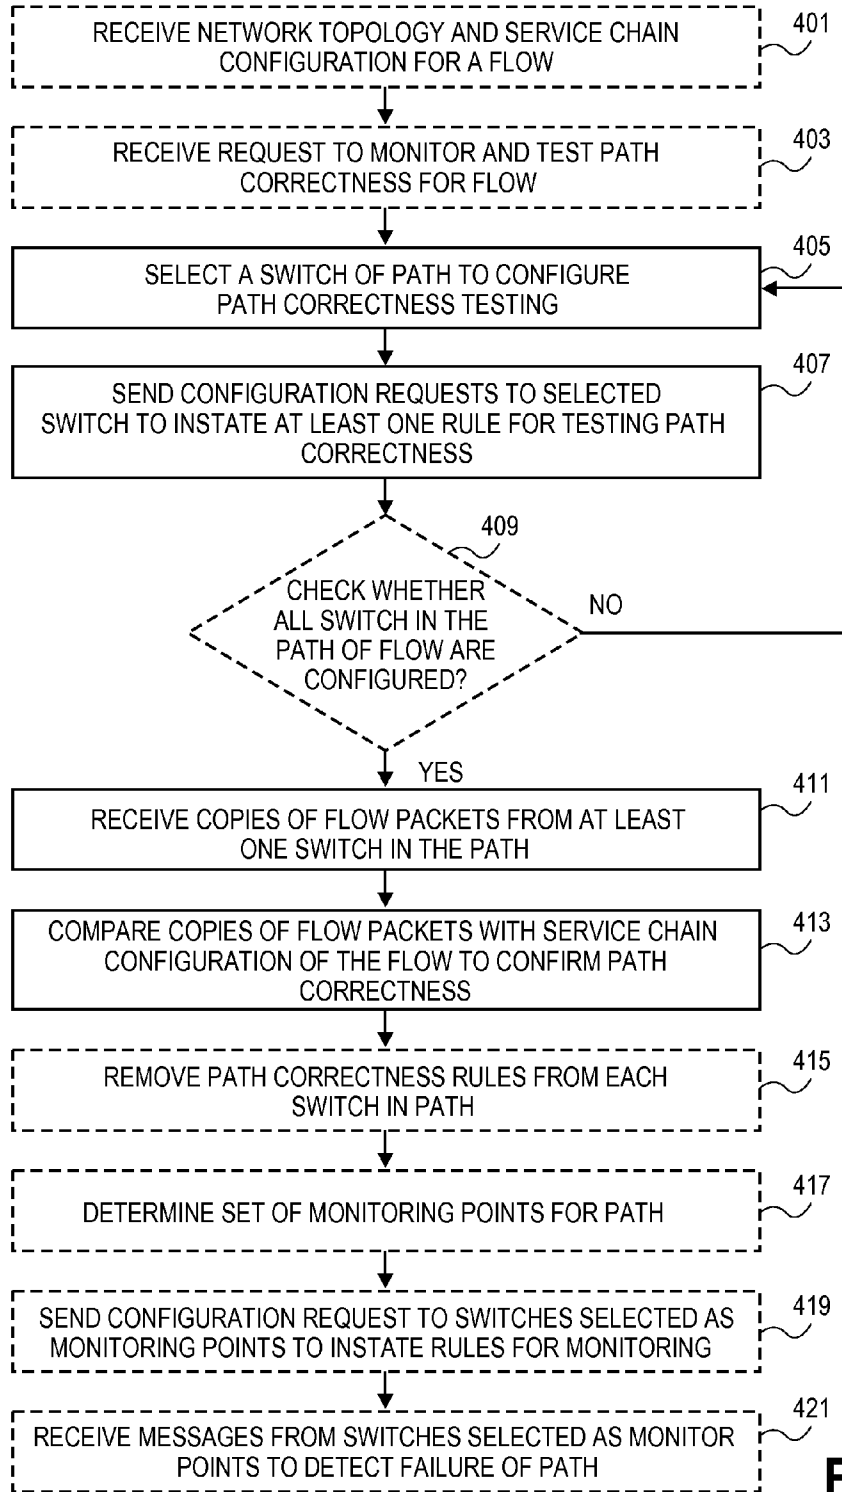 RECEIVE NETWORK TOPOLOGY AND SERVICE CHAIN
CONFIGURATION FOR A FLOW
401
RECEIVE REQUEST TO MONITOR AND TEST PATH
CORRECTNESS FOR FLOW
403
SELECT A SWITCH OF PATH TO CONFIGURE
PATH CORRECTNESS TESTING
405
SEND CONFIGURATION REQUESTS TO SELECTED
SWITCH TO INSTATE AT LEAST ONE RULE FOR TESTING PATH
CORRECTNESS
407
409
CHECK WHETHER
ALL SWITCH IN THE
PATH OF FLOW ARE
CONFIGURED?
NO
YES
RECEIVE COPIES OF FLOW PACKETS FROM AT LEAST
ONE SWITCH IN THE PATH
411
COMPARE COPIES OF FLOW PACKETS WITH SERVICE CHAIN
CONFIGURATION OF THE FLOW TO CONFIRM PATH
CORRECTNESS
413
REMOVE PATH CORRECTNESS RULES FROM EACH
SWITCH IN PATH
415
DETERMINE SET OF MONITORING POINTS FOR PATH
417
SEND CONFIGURATION REQUEST TO SWITCHES SELECTED AS
MONITORING POINTS TO INSTATE RULES FOR MONITORING
419
RECEIVE MESSAGES FROM SWITCHES SELECTED AS MONITOR
POINTS TO DETECT FAILURE OF PATH
421